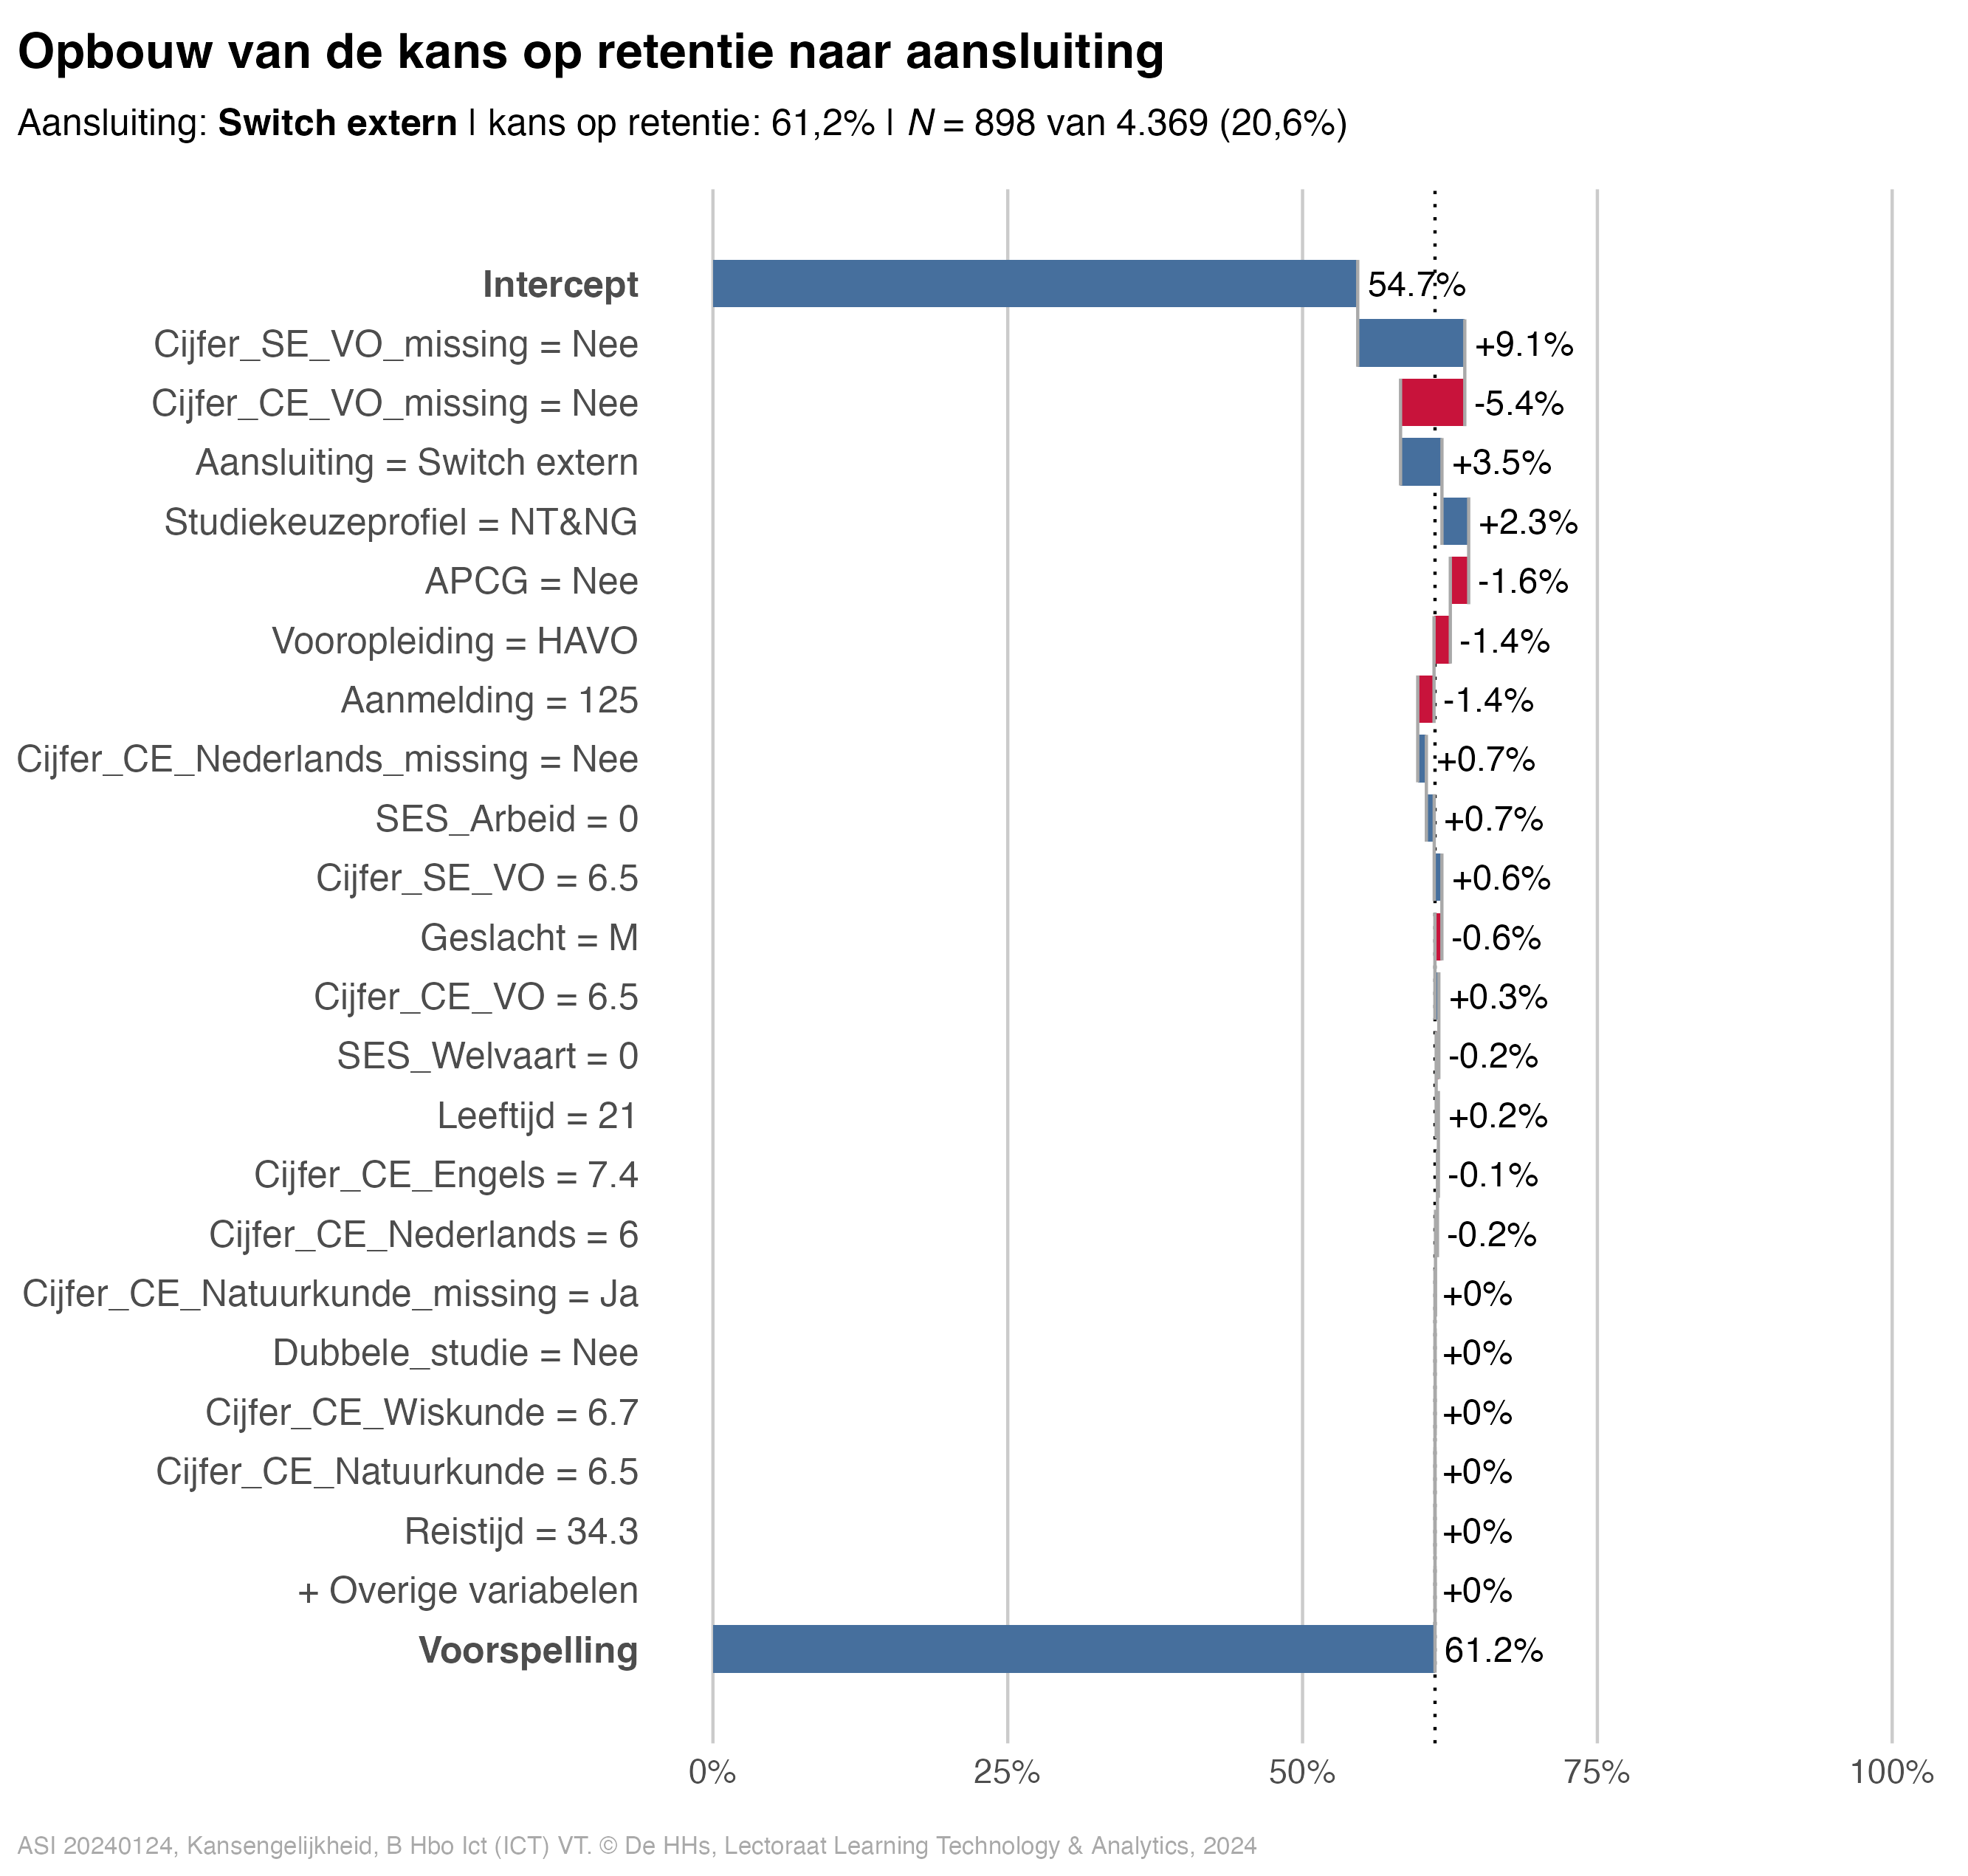 Opbouw van de kans op retentie naar aansluiting
Aansluiting: Switch extern | kans op retentie: 61,2% | N = 898 van 4.369 (20,6%)
Intercept 54.7%
Cijfer_SE_VO_missing = Nee +9.1%
Cijfer_CE_VO_missing = Nee -5.4%
Aansluiting = Switch extern +3.5%
Studiekeuzeprofiel = NT&NG +2.3%
APCG = Nee -1.6%
Vooropleiding = HAVO -1.4%
Aanmelding = 125 -1.4%
Cijfer_CE_Nederlands_missing = Nee +0.7%
SES_Arbeid = 0 +0.7%
Cijfer_SE_VO = 6.5 +0.6%
Geslacht = M -0.6%
Cijfer_CE_VO = 6.5 +0.3%
SES_Welvaart = 0 -0.2%
Leeftijd = 21 +0.2%
Cijfer_CE_Engels = 7.4 -0.1%
Cijfer_CE_Nederlands = 6 -0.2%
Cijfer_CE_Natuurkunde_missing = Ja +0%
Dubbele_studie = Nee +0%
Cijfer_CE_Wiskunde = 6.7 +0%
Cijfer_CE_Natuurkunde = 6.5 +0%
Reistijd = 34.3 +0%
+ Overige variabelen +0%
Voorspelling 61.2%
0% 25% 50% 75% 100%
ASI 20240124, Kansengelijkheid, B Hbo Ict (ICT) VT. © De HHs, Lectoraat Learning Technology & Analytics, 2024